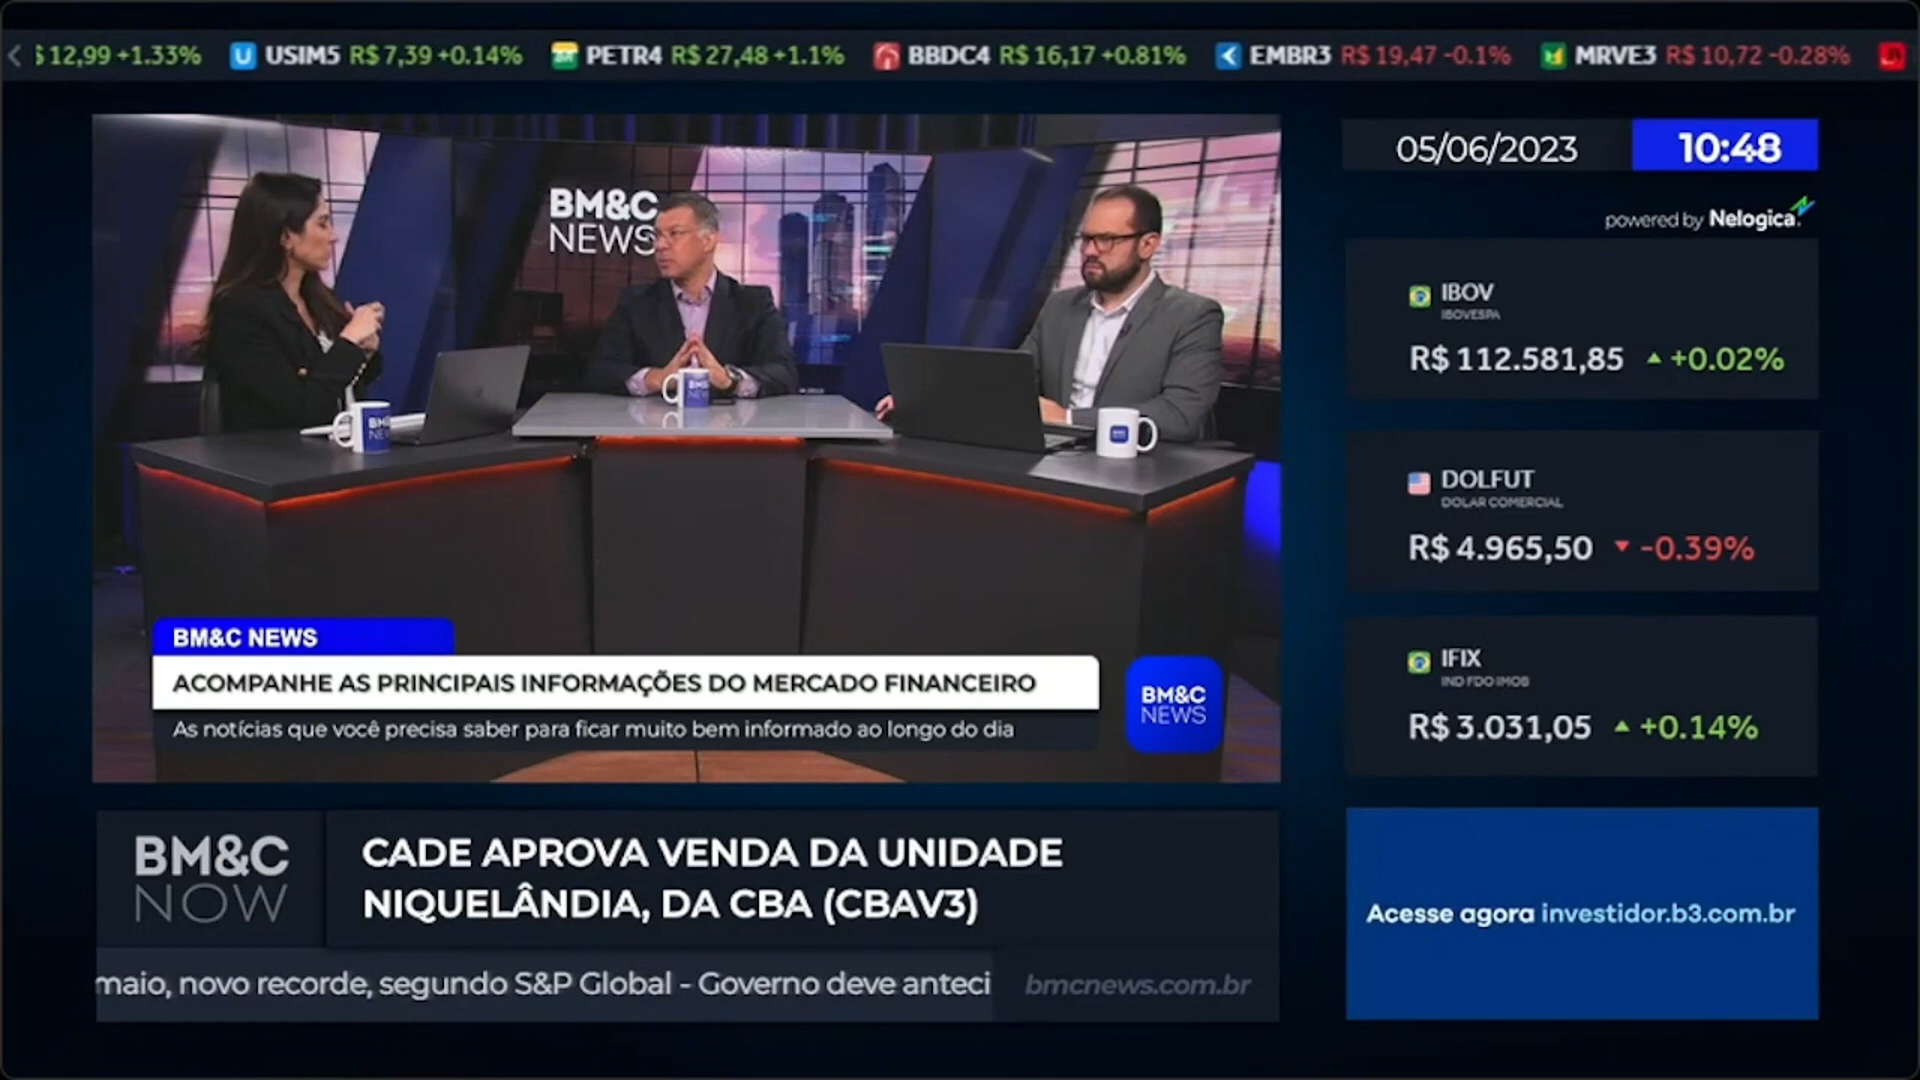 $ 12,99 +1.33% USIM5 R$ 7,39 +0.14% PETR4 R$ 27,48 +1.1% BBDC4 R$ 16,17 +0.81% EMBR3 R$ 19,47 -0.1% MRVE3 R$ 10,72 -0.28%
05/06/2023 10:48
powered by Nelogica.
BM&C
NEWS
IBOV
IBOVESPA
R$ 112.581,85 +0.02%
DOLFUT
DOLAR COMERCIAL
R$ 4.965,50 -0.39%
IFIX
IND FDO IMOB
R$ 3.031,05 +0.14%
BM&C NEWS
ACOMPANHE AS PRINCIPAIS INFORMAÇÕES DO MERCADO FINANCEIRO
As notícias que você precisa saber para ficar muito bem informado ao longo do dia
BM&C
NEWS
BM&C
NOW
CADE APROVA VENDA DA UNIDADE
NIQUELÂNDIA, DA CBA (CBAV3)
maio, novo recorde, segundo S&P Global - Governo deve anteci
bmcnews.com.br
Acesse agora investidor.b3.com.br